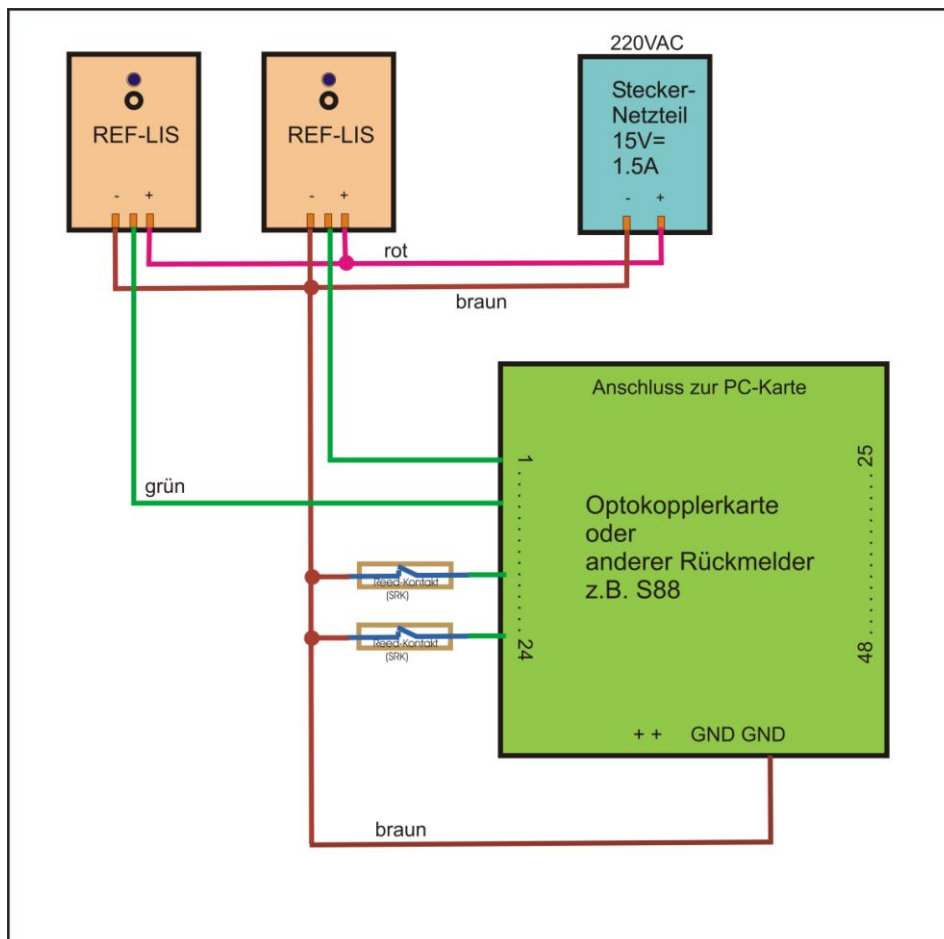 220VAC
REF-LIS
- +
REF-LIS
- +
Stecker-
Netzteil
15V=
1.5A
- +
rot
braun
Anschluss zur PC-Karte
1
25
grün
Optokopplerkarte
oder
anderer Rückmelder
z.B. S88
Reed-Kontakt
(SRK)
Reed-Kontakt
(SRK)
24
48
+ + GND GND
braun